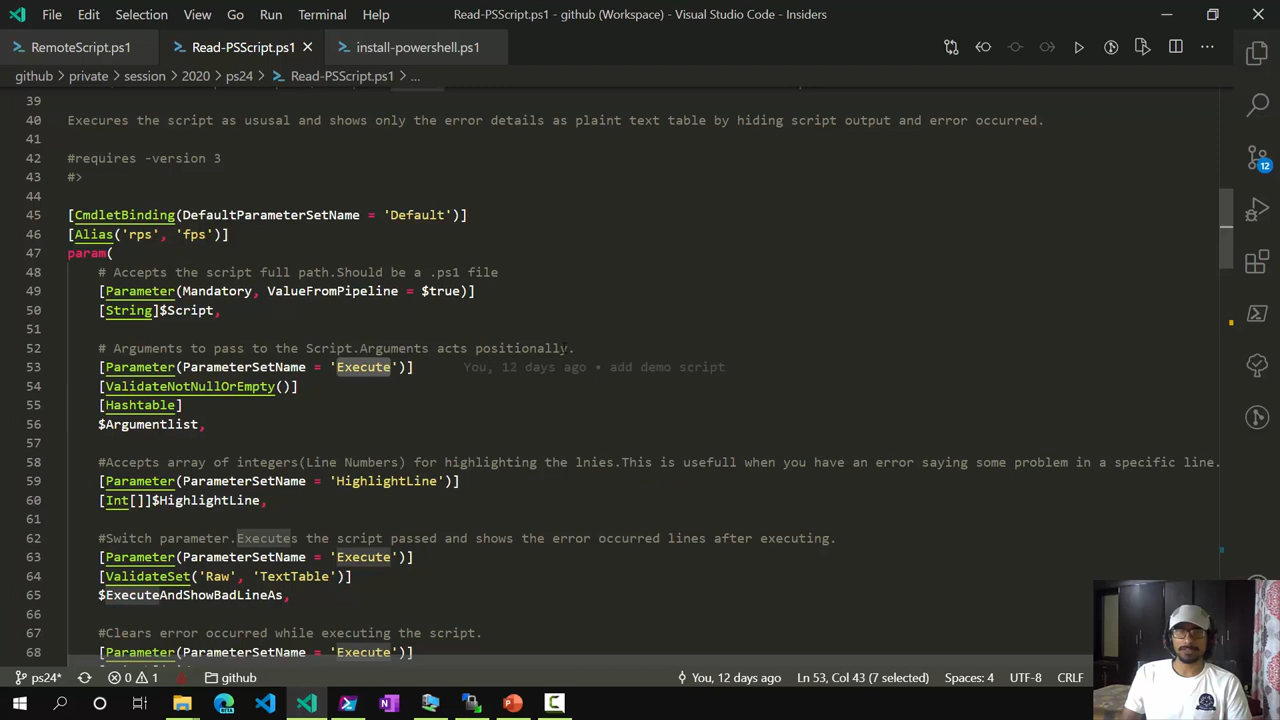 File Edit Selection View Go Run Terminal Help Read-PSScript.ps1 - github (Workspace) - Visual Studio Code - Insiders
RemoteScript.ps1 Read-PSScript.ps1 install-powershell.ps1
github private session 2020 ps24 Read-PSScript.ps1 ...
39
40 Execures the script as ususal and shows only the error details as plaint text table by hiding script output and error occurred.
41
42 #requires -version 3
43 #>
44
45 [CmdletBinding(DefaultParameterSetName = 'Default')]
46 [Alias('rps', 'fps')]
47 param(
48 # Accepts the script full path.Should be a .ps1 file
49 [Parameter(Mandatory, ValueFromPipeline = $true)]
50 [String]$Script,
51
52 # Arguments to pass to the Script.Arguments acts positionally.
53 [Parameter(ParameterSetName = 'Execute')] You, 12 days ago • add demo script
54 [ValidateNotNullOrEmpty()]
55 [Hashtable]
56 $Argumentlist,
57
58 #Accepts array of integers(Line Numbers) for highlighting the lnies.This is usefull when you have an error saying some problem in a specific line.
59 [Parameter(ParameterSetName = 'HighlightLine')]
60 [Int[]]$HighlightLine,
61
62 #Switch parameter.Executes the script passed and shows the error occurred lines after executing.
63 [Parameter(ParameterSetName = 'Execute')]
64 [ValidateSet('Raw', 'TextTable')]
65 $ExecuteAndShowBadLineAs,
66
67 #Clears error occurred while executing the script.
68 [Parameter(ParameterSetName = 'Execute')]
12
ps24* 0 1 github You, 12 days ago Ln 53, Col 43 (7 selected) Spaces: 4 UTF-8 CRLF